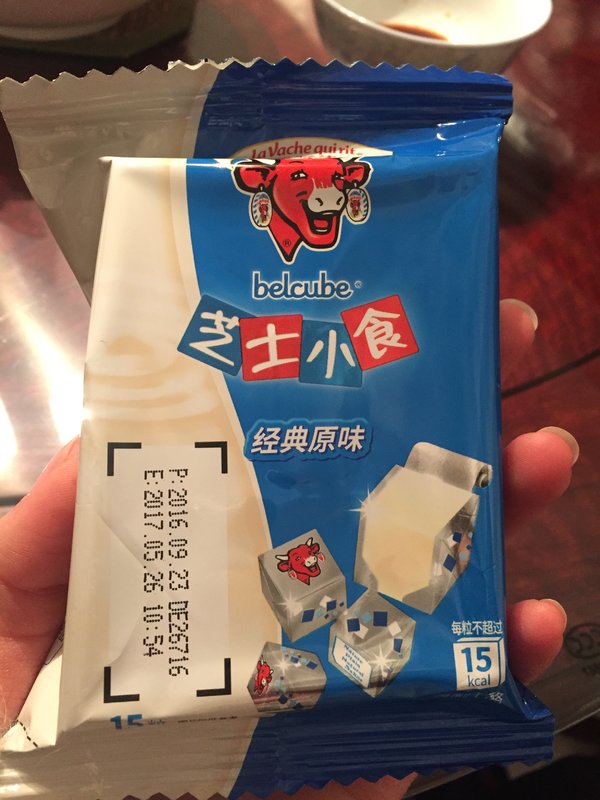 La Vache qui rit
belcube®
芝士小食
经典原味
P: 2016.09.23 DE26716
E: 2017.05.26 10:54
每粒不超过
15
kcal
15